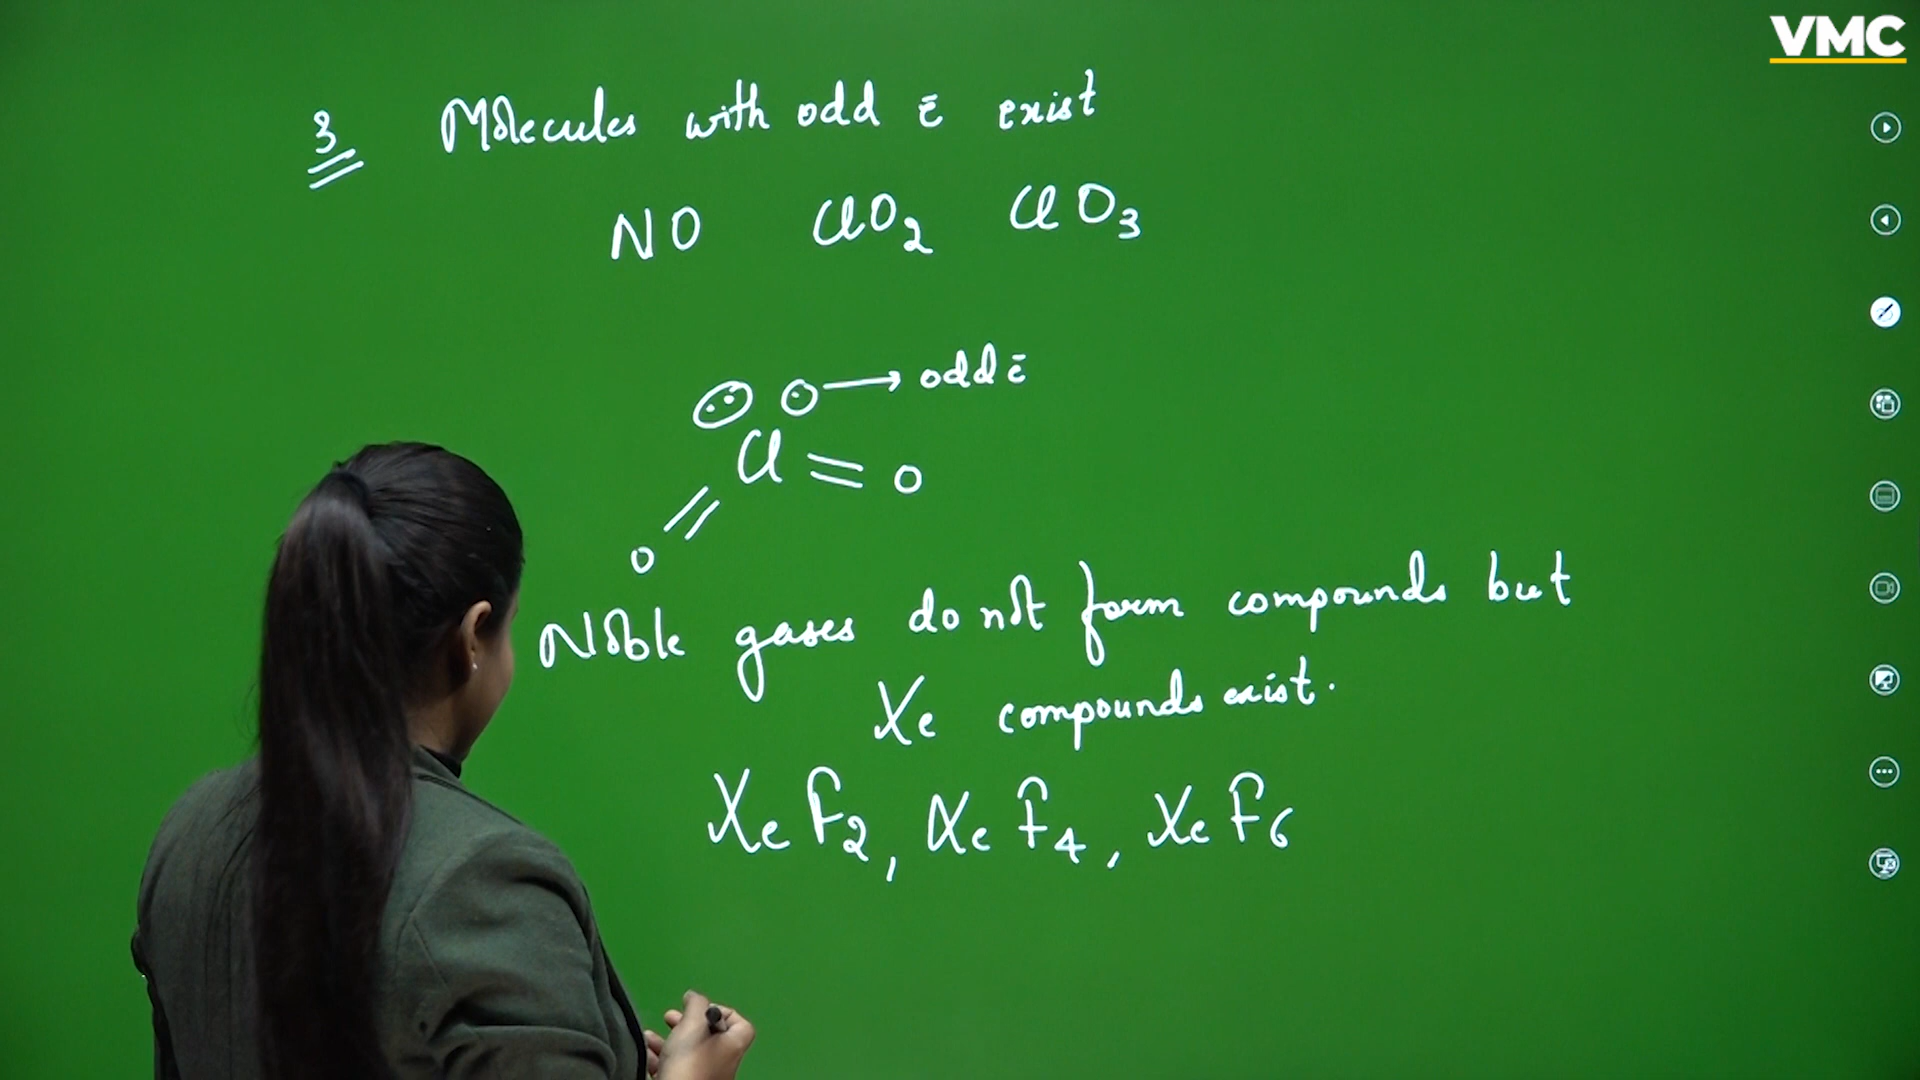 VMC
3 Molecules with odd ē exist
NO ClO₂ ClO₃
odd ē
Cl = O
O
Noble gases do not form compounds but
Xe compounds exist.
XeF₂, XeF₄, XeF₆